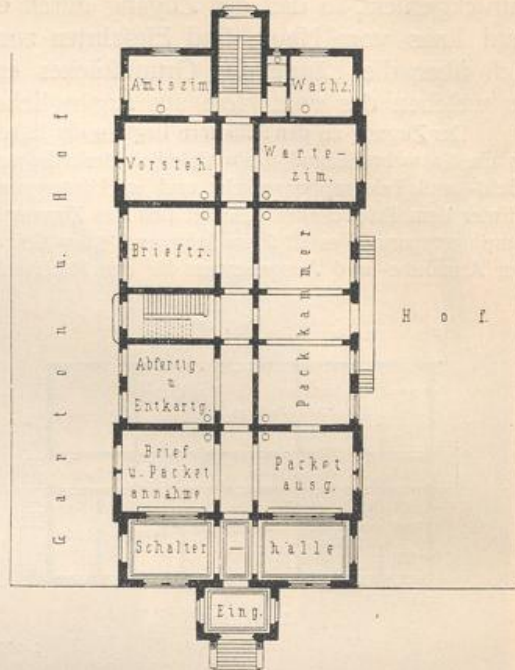 Amtszim.
Wachz.
Vorsteh.
Warte-
zim.
Brieftr.
Packkammer
Garten u. Hof
Hof.
Abfertig.
u
Entkartg.
Brief
u. Packet
annahme
Packet
ausg.
Schalter — halle
Eing.